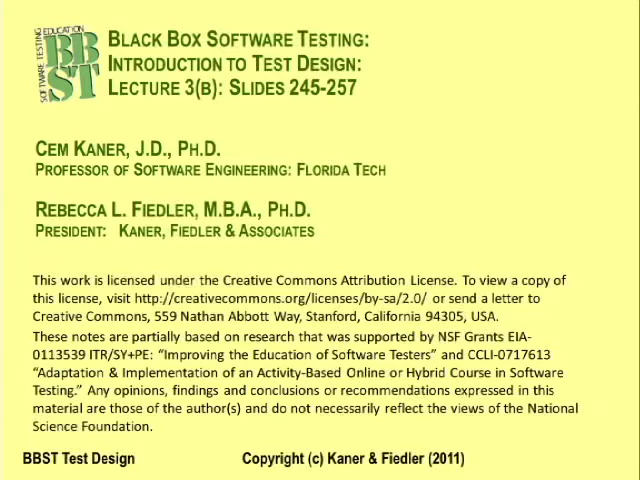 SOFTWARE TESTING
EDUCATION
BB
ST
BLACK BOX SOFTWARE TESTING:
INTRODUCTION TO TEST DESIGN:
LECTURE 3(B): SLIDES 245-257
CEM KANER, J.D., PH.D.
PROFESSOR OF SOFTWARE ENGINEERING: FLORIDA TECH
REBECCA L. FIEDLER, M.B.A., PH.D.
PRESIDENT: KANER, FIEDLER & ASSOCIATES
This work is licensed under the Creative Commons Attribution License. To view a copy of
this license, visit http://creativecommons.org/licenses/by-sa/2.0/ or send a letter to
Creative Commons, 559 Nathan Abbott Way, Stanford, California 94305, USA.
These notes are partially based on research that was supported by NSF Grants EIA-
0113539 ITR/SY+PE: “Improving the Education of Software Testers” and CCLI-0717613
“Adaptation & Implementation of an Activity-Based Online or Hybrid Course in Software
Testing.” Any opinions, findings and conclusions or recommendations expressed in this
material are those of the author(s) and do not necessarily reflect the views of the National
Science Foundation.
BBST Test Design Copyright (c) Kaner & Fiedler (2011)